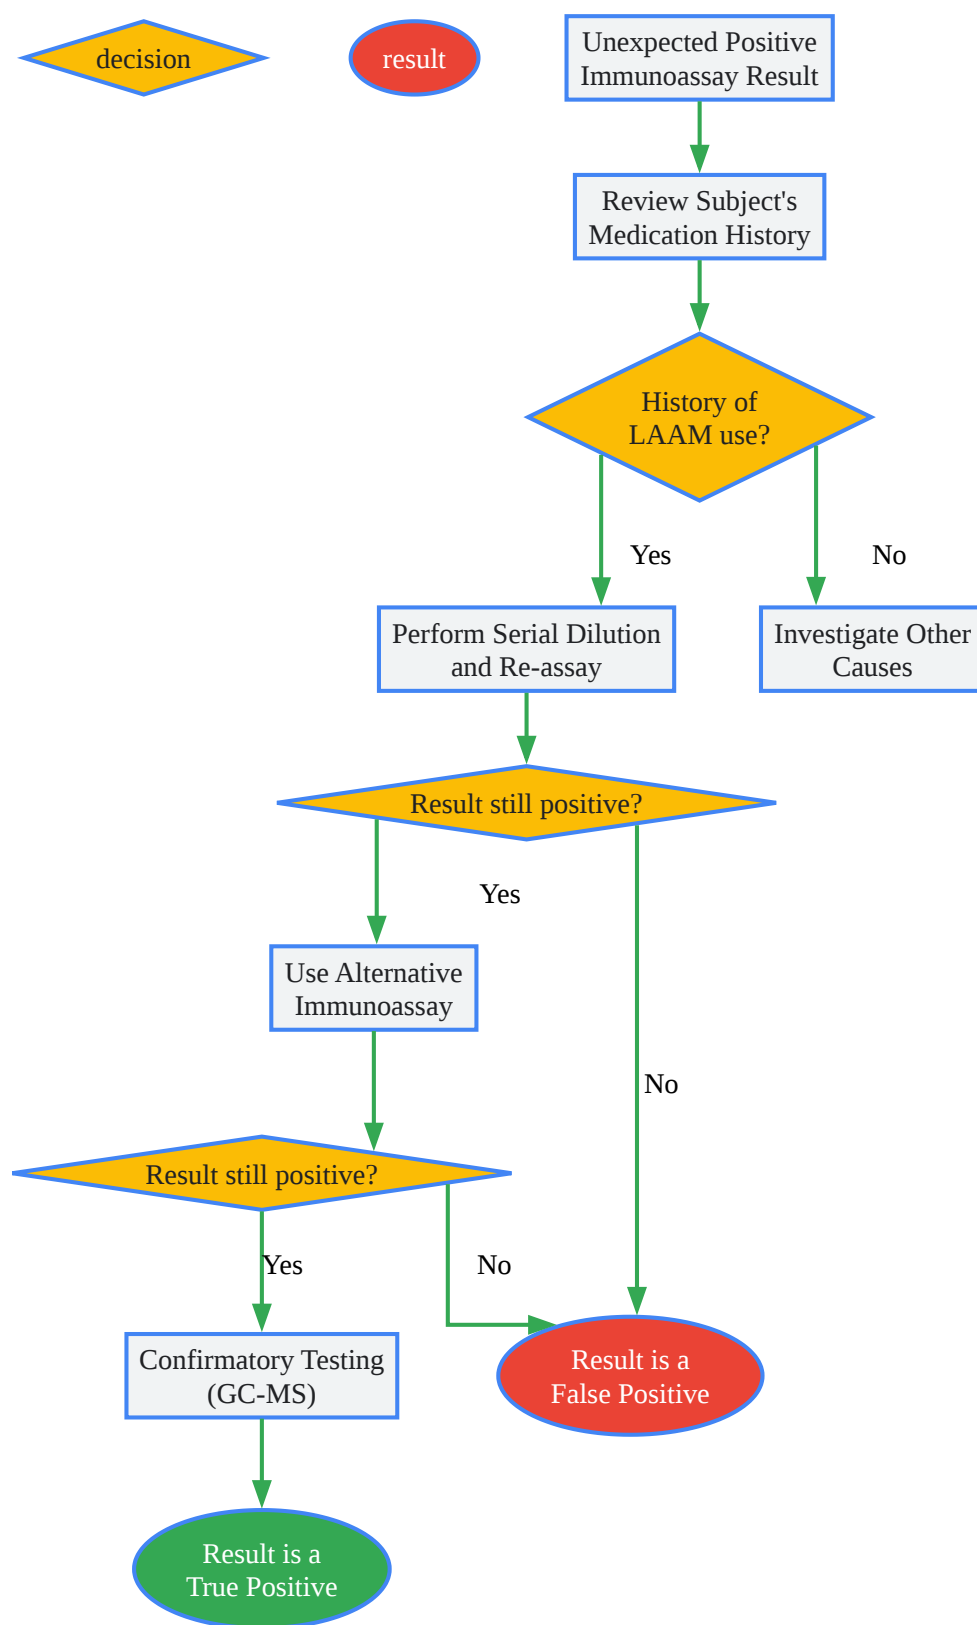 decision
result
Unexpected Positive
Immunoassay Result
Review Subject's
Medication History
History of
LAAM use?
Yes
No
Perform Serial Dilution
and Re-assay
Investigate Other
Causes
Result still positive?
Yes
Use Alternative
Immunoassay
No
Result still positive?
Yes
No
Confirmatory Testing
(GC-MS)
Result is a
False Positive
Result is a
True Positive